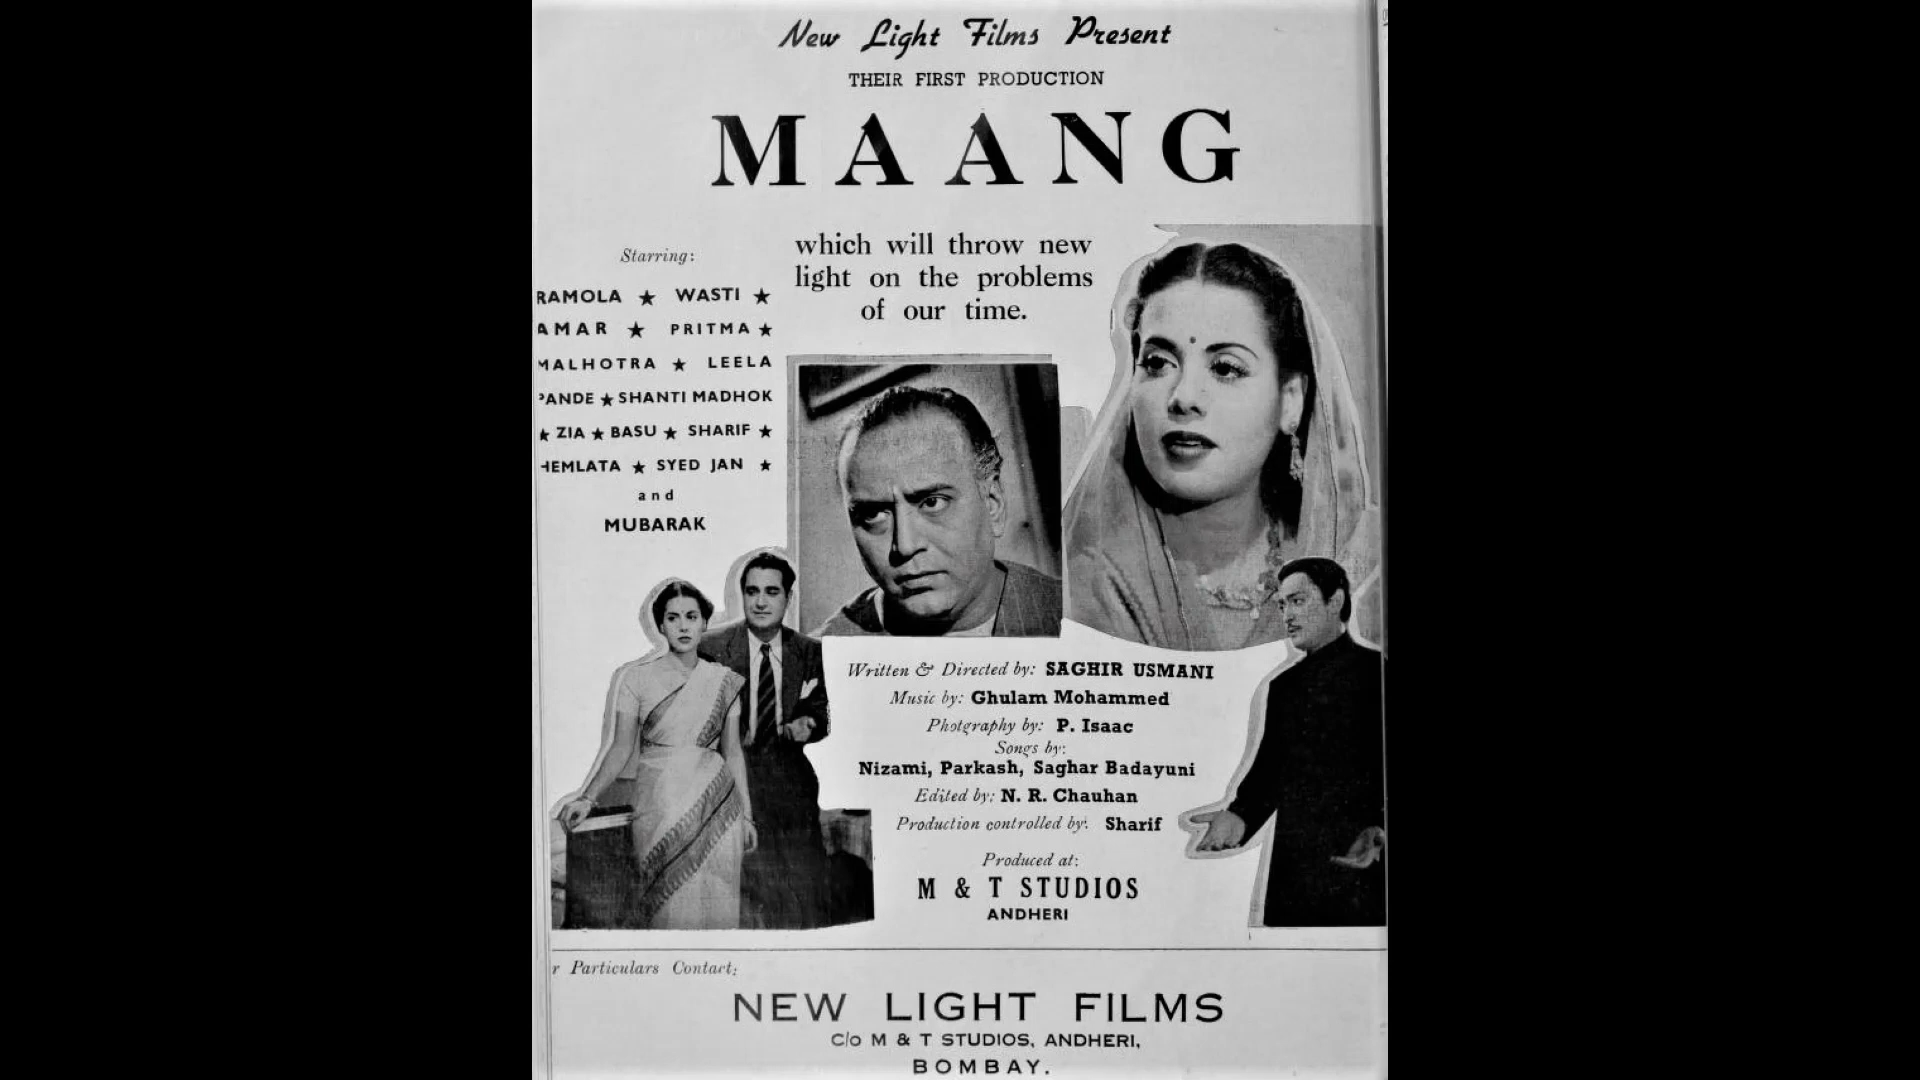 New Light Films Present
THEIR FIRST PRODUCTION
MAANG
which will throw new
light on the problems
of our time.
Starring:
RAMOLA ★ WASTI ★
AMAR ★ PRITMA ★
MALHOTRA ★ LEELA
PANDE ★ SHANTI MADHOK
★ ZIA ★ BASU ★ SHARIF ★
HEMLATA ★ SYED JAN ★
and
MUBARAK
Written & Directed by: SAGHIR USMANI
Music by: Ghulam Mohammed
Photgraphy by: P. Isaac
Songs by:
Nizami, Parkash, Saghar Badayuni
Edited by: N. R. Chauhan
Production controlled by: Sharif
Produced at:
M & T STUDIOS
ANDHERI
r Particulars Contact:
NEW LIGHT FILMS
C/o M & T STUDIOS, ANDHERI,
BOMBAY.